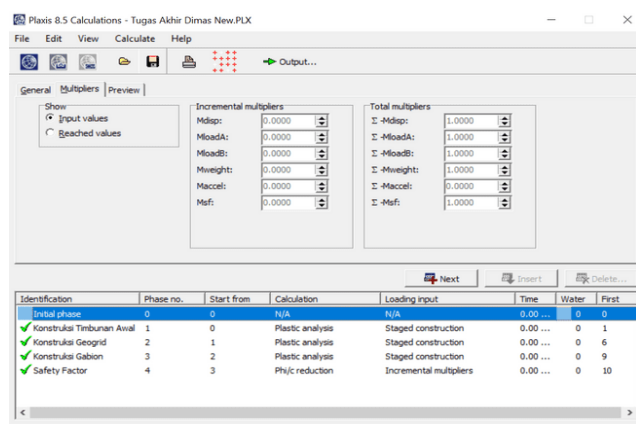 Plaxis 8.5 Calculations - Tugas Akhir Dimas New.PLX
File Edit View Calculate Help
Output...
General Multipliers Preview
Show
Input values
Reached values
Incremental multipliers
Mdisp: 0.0000
MloadA: 0.0000
MloadB: 0.0000
Mweight: 0.0000
Maccel: 0.0000
Msf: 0.0000
Total multipliers
Σ -Mdisp: 1.0000
Σ -MloadA: 1.0000
Σ -MloadB: 1.0000
Σ -Mweight: 1.0000
Σ -Maccel: 0.0000
Σ -Msf: 1.0000
Next Insert Delete...
Identification Phase no. Start from Calculation Loading input Time Water First
Initial phase 0 0 N/A N/A 0.00 ... 0 0
Konstruksi Timbunan Awal 1 0 Plastic analysis Staged construction 0.00 ... 0 1
Konstruksi Geogrid 2 1 Plastic analysis Staged construction 0.00 ... 0 6
Konstruksi Gabion 3 2 Plastic analysis Staged construction 0.00 ... 0 9
Safety Factor 4 3 Phi/c reduction Incremental multipliers 0.00 ... 0 10